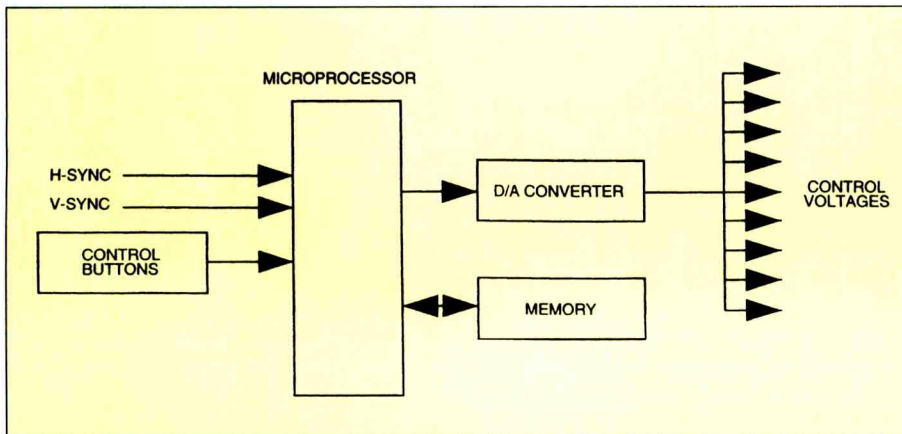 MICROPROCESSOR
H-SYNC
V-SYNC
CONTROL
BUTTONS
D/A CONVERTER
MEMORY
CONTROL
VOLTAGES